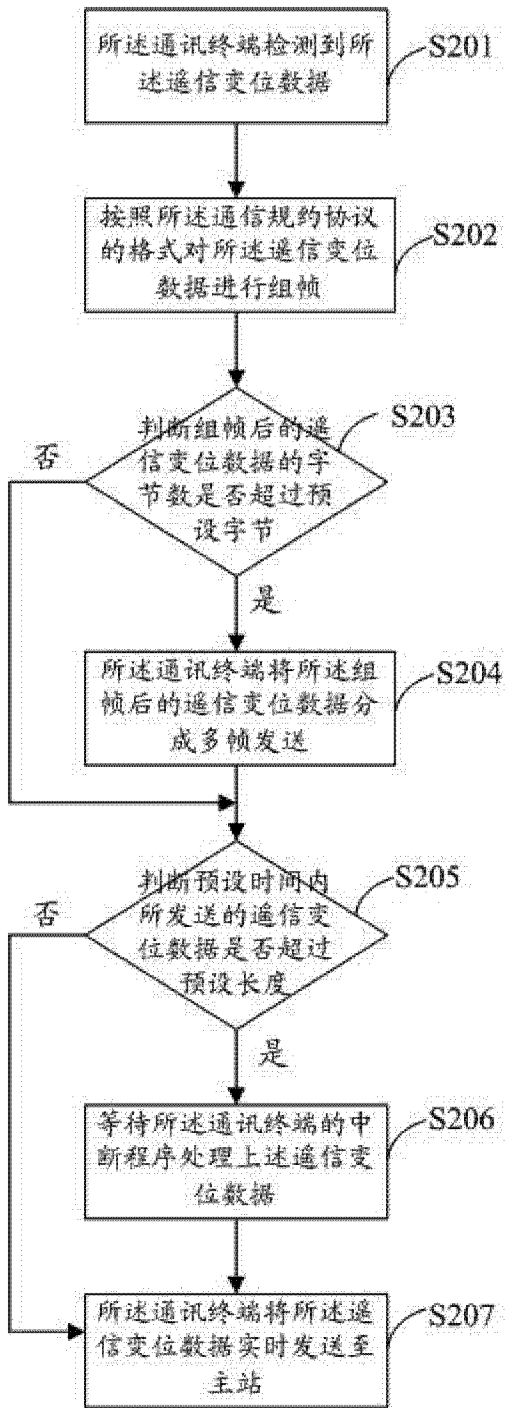 所述通讯终端检测到所
述遥信变位数据
S201
按照所述通信规约协议
的格式对所述遥信变位
数据进行组帧
S202
判断组帧后的遥
信变位数据的字
节数是否超过预
设字节
S203
否
是
所述通讯终端将所述组
帧后的遥信变位数据分
成多帧发送
S204
判断预设时间内
所发送的遥信变
位数据是否超过
预设长度
S205
否
是
等待所述通讯终端的中
断程序处理上述遥信变
位数据
S206
所述通讯终端将所述遥
信变位数据实时发送至
主站
S207